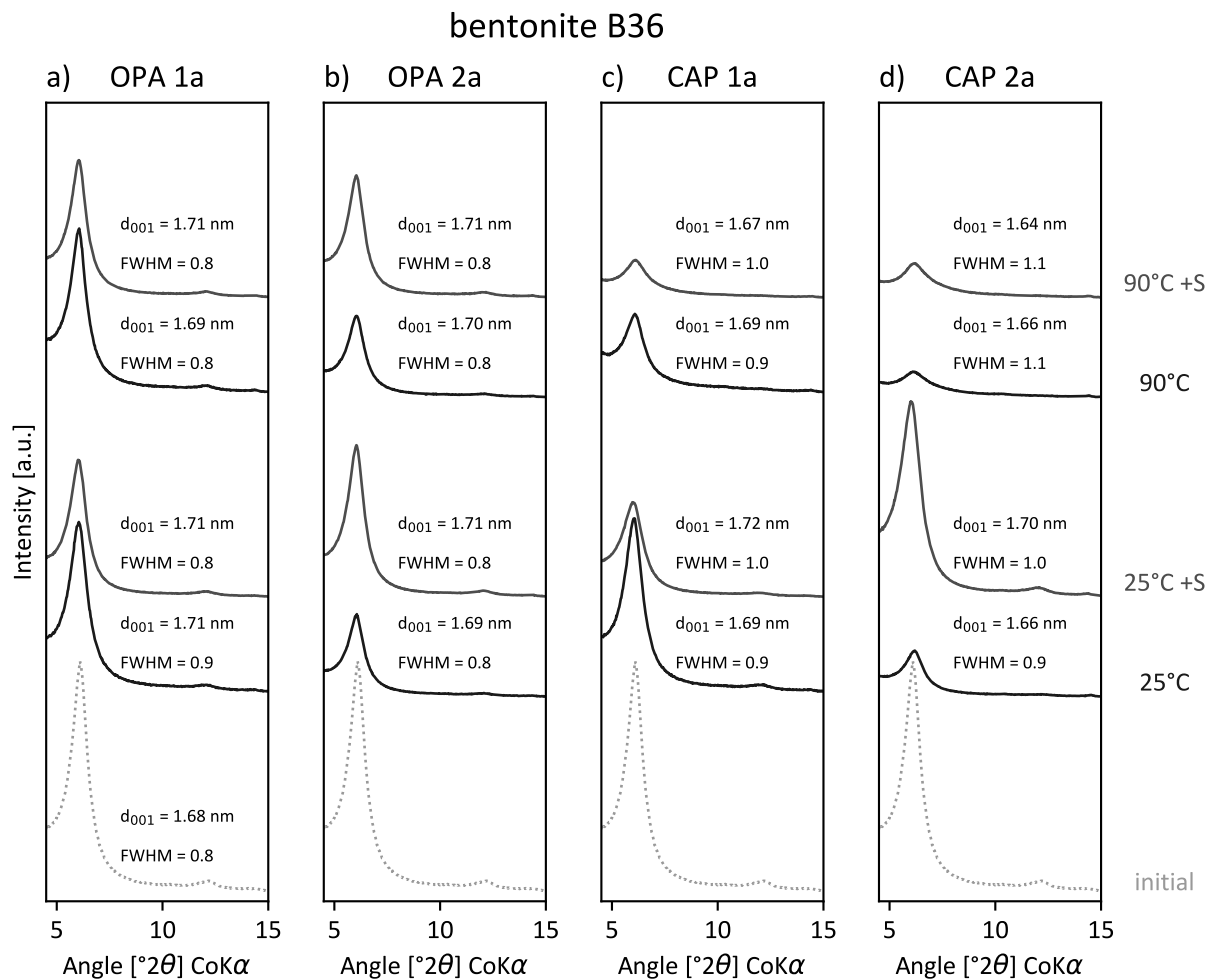 bentonite B36
a) OPA 1a
b) OPA 2a
c) CAP 1a
d) CAP 2a
Intensity [a.u.]
d001 = 1.71 nm
FWHM = 0.8
d001 = 1.69 nm
FWHM = 0.8
d001 = 1.71 nm
FWHM = 0.8
d001 = 1.71 nm
FWHM = 0.9
d001 = 1.68 nm
FWHM = 0.8
5 10 15
Angle [°2θ] CoKα
d001 = 1.71 nm
FWHM = 0.8
d001 = 1.70 nm
FWHM = 0.8
d001 = 1.71 nm
FWHM = 0.8
d001 = 1.69 nm
FWHM = 0.8
5 10 15
Angle [°2θ] CoKα
d001 = 1.67 nm
FWHM = 1.0
d001 = 1.69 nm
FWHM = 0.9
d001 = 1.72 nm
FWHM = 1.0
d001 = 1.69 nm
FWHM = 0.9
5 10 15
Angle [°2θ] CoKα
d001 = 1.64 nm
FWHM = 1.1
d001 = 1.66 nm
FWHM = 1.1
d001 = 1.70 nm
FWHM = 1.0
d001 = 1.66 nm
FWHM = 0.9
5 10 15
Angle [°2θ] CoKα
90°C +S
90°C
25°C +S
25°C
initial